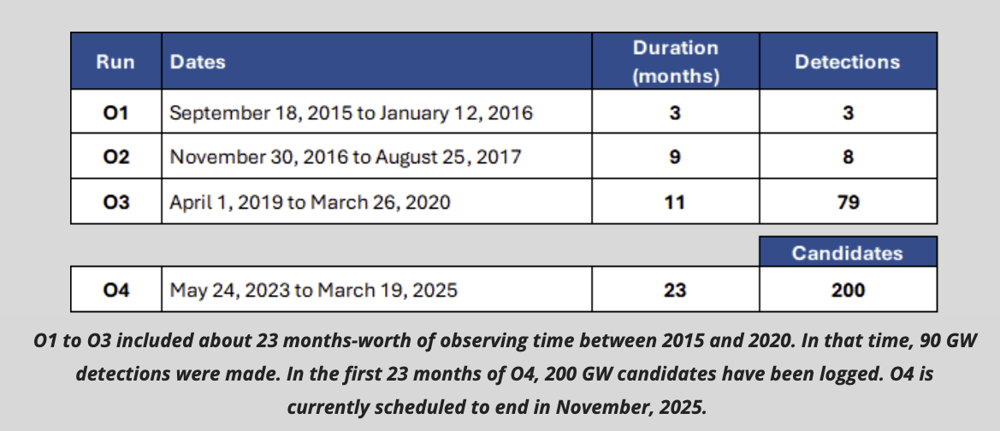 Run Dates Duration (months) Detections
O1 September 18, 2015 to January 12, 2016 3 3
O2 November 30, 2016 to August 25, 2017 9 8
O3 April 1, 2019 to March 26, 2020 11 79
Candidates
O4 May 24, 2023 to March 19, 2025 23 200
O1 to O3 included about 23 months-worth of observing time between 2015 and 2020. In that time, 90 GW
detections were made. In the first 23 months of O4, 200 GW candidates have been logged. O4 is
currently scheduled to end in November, 2025.